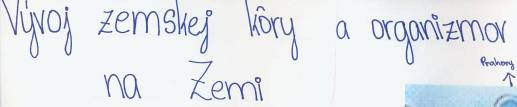 Vývoj zemskej kôry a organizmov
na Zemi
Prahory
↑